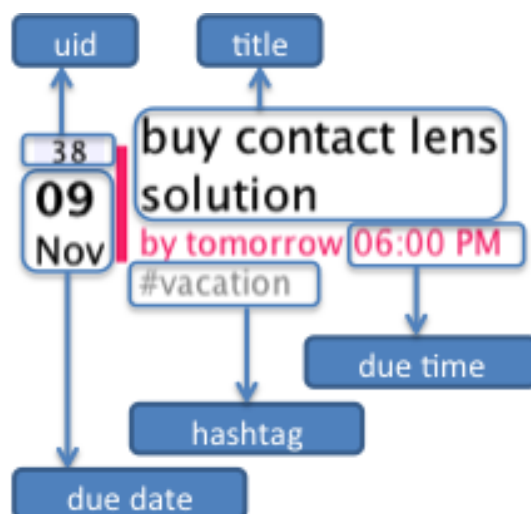 uid
title
38
buy contact lens
solution
09
Nov
by tomorrow 06:00 PM
#vacation
due time
hashtag
due date